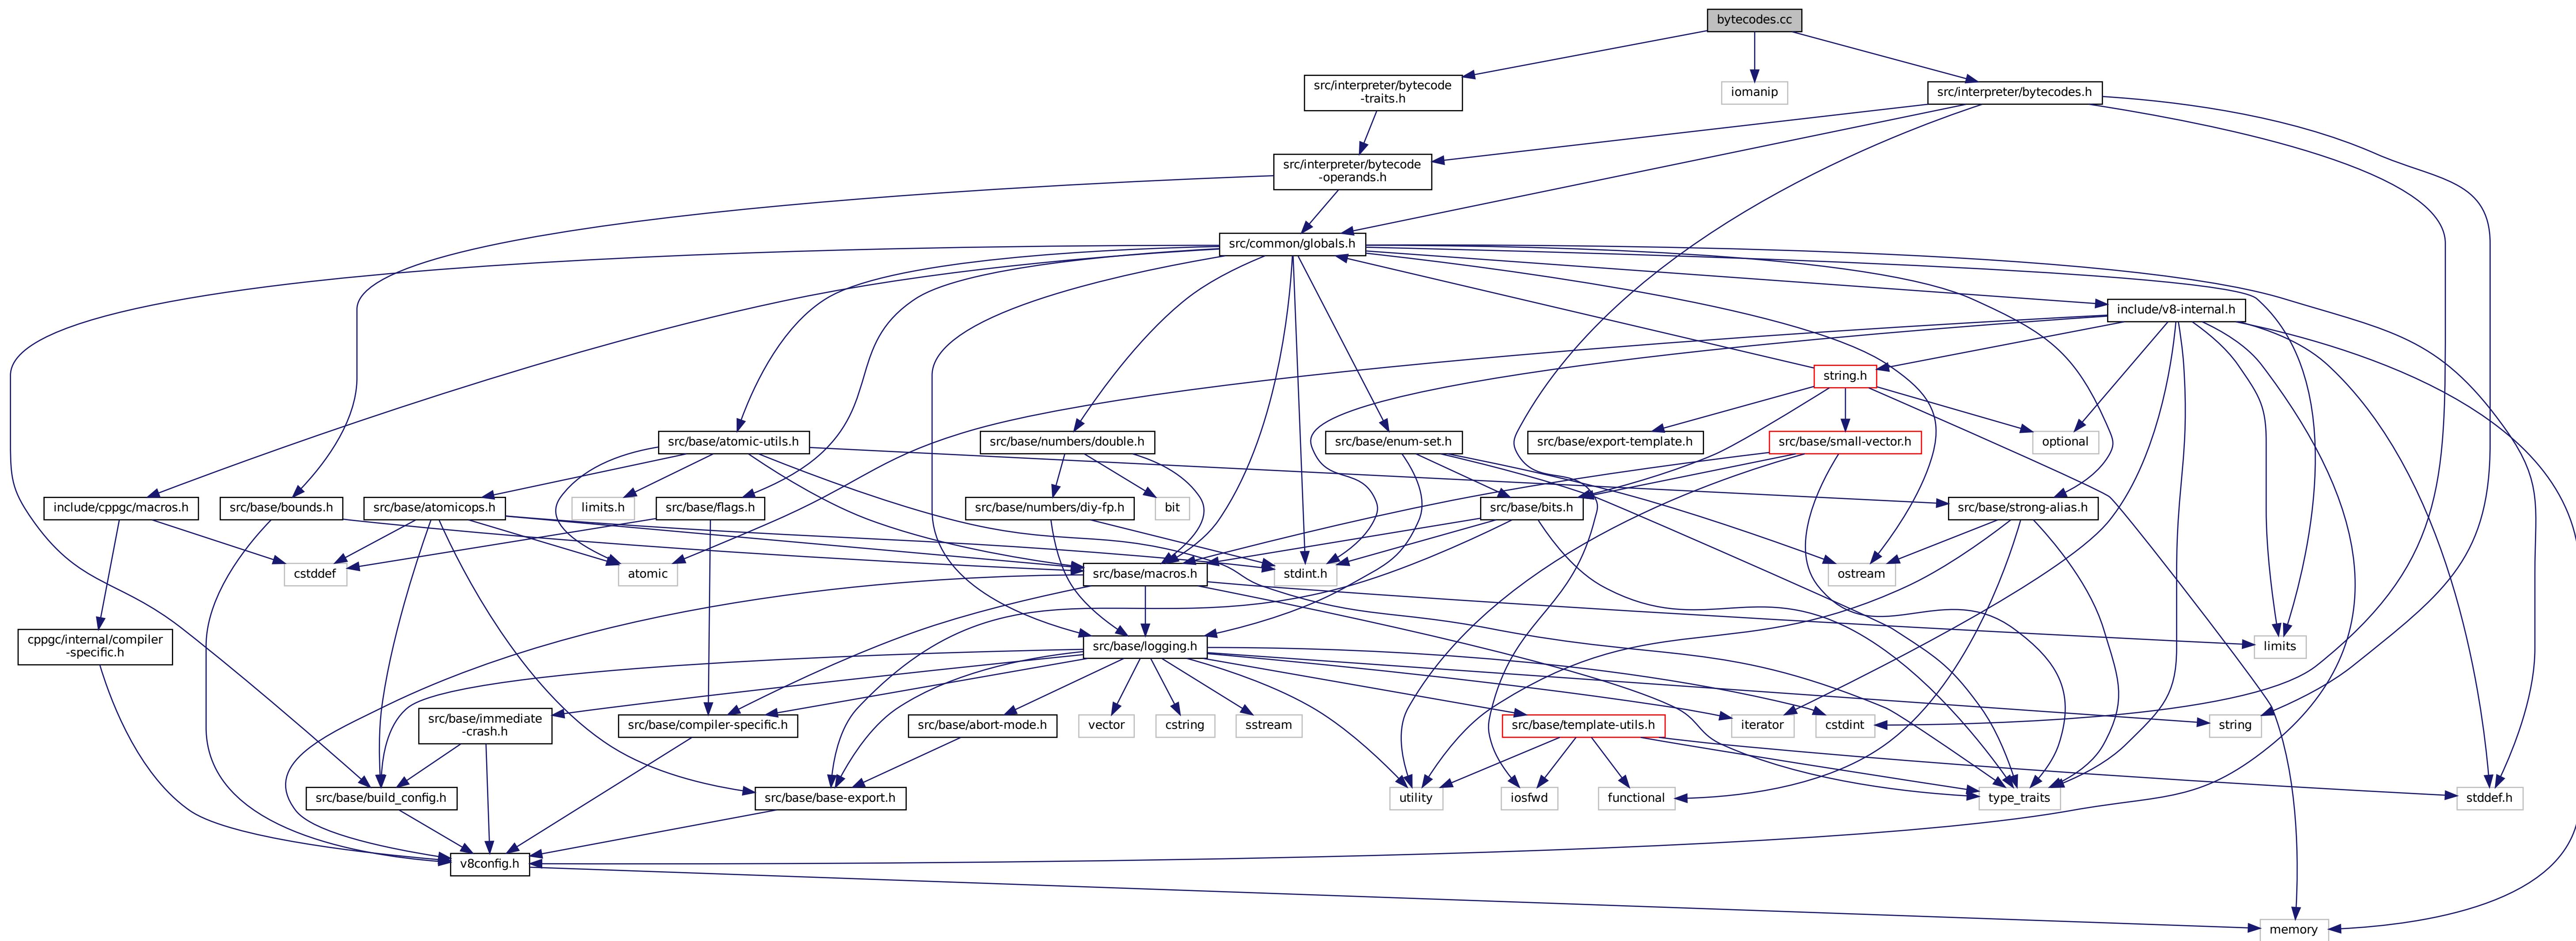 bytecodes.cc
src/interpreter/bytecode
-traits.h
iomanip
src/interpreter/bytecodes.h
src/interpreter/bytecode
-operands.h
src/common/globals.h
include/v8-internal.h
string.h
src/base/atomic-utils.h
src/base/numbers/double.h
src/base/enum-set.h
src/base/export-template.h
src/base/small-vector.h
optional
include/cppgc/macros.h
src/base/bounds.h
src/base/atomicops.h
limits.h
src/base/flags.h
src/base/numbers/diy-fp.h
bit
src/base/bits.h
src/base/strong-alias.h
cstddef
atomic
src/base/macros.h
stdint.h
ostream
cppgc/internal/compiler
-specific.h
src/base/logging.h
limits
src/base/immediate
-crash.h
src/base/compiler-specific.h
src/base/abort-mode.h
vector
cstring
sstream
src/base/template-utils.h
iterator
cstdint
string
src/base/build_config.h
src/base/base-export.h
utility
iosfwd
functional
type_traits
stddef.h
v8config.h
memory